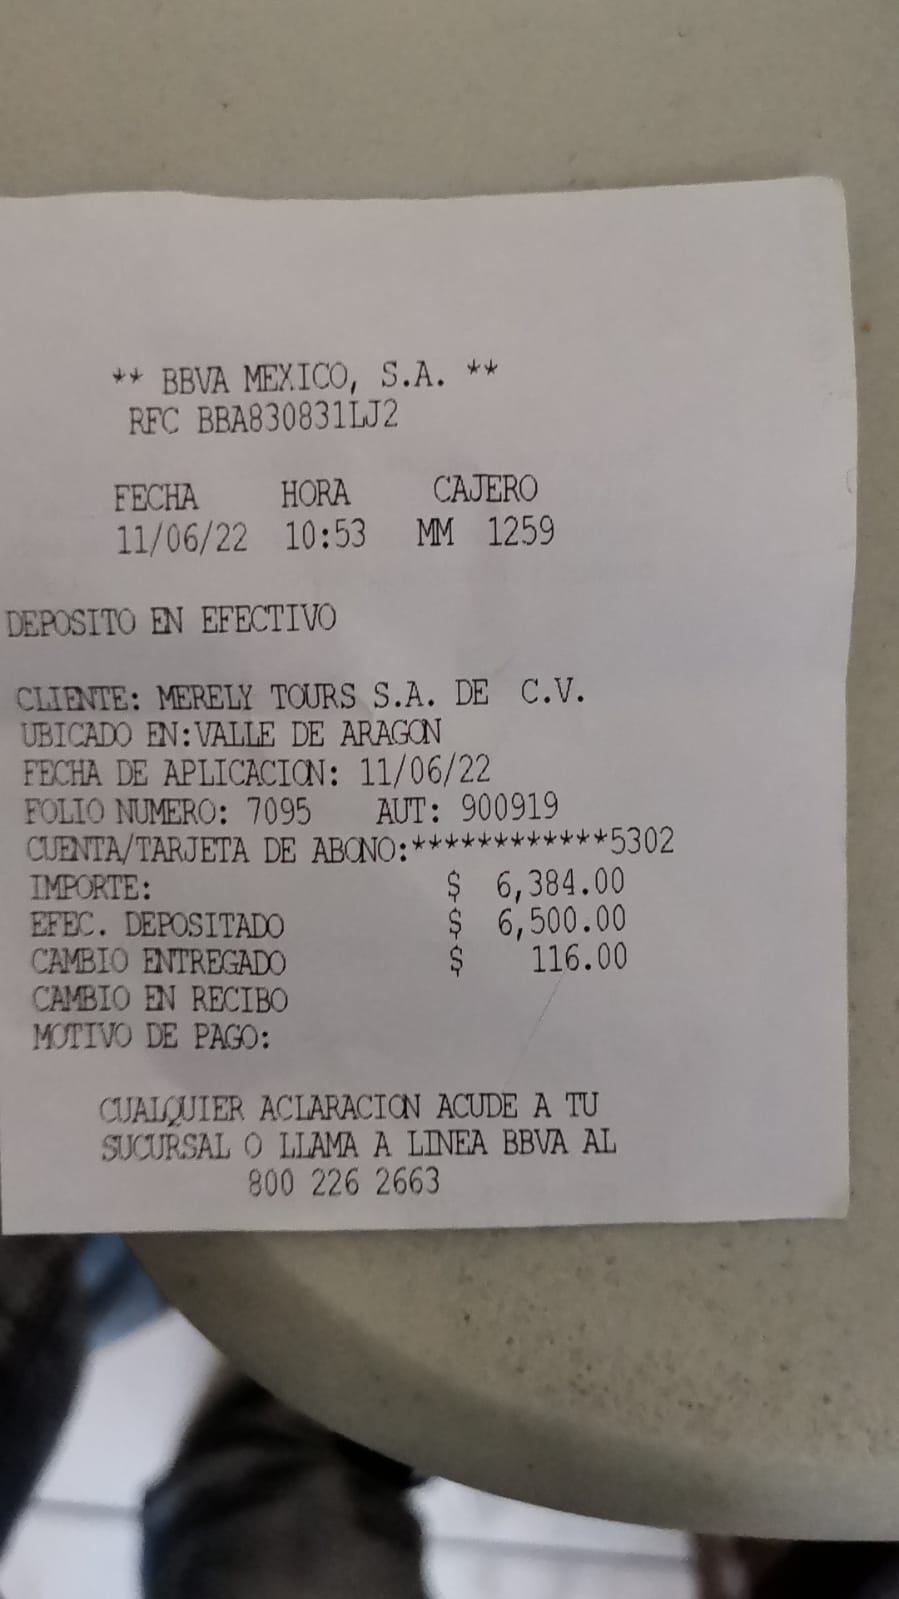 ** BBVA MEXICO, S.A. **
RFC BBA830831LJ2
FECHA HORA CAJERO
11/06/22 10:53 MM 1259
DEPOSITO EN EFECTIVO
CLIENTE: MERELY TOURS S.A. DE C.V.
UBICADO EN:VALLE DE ARAGON
FECHA DE APLICACION: 11/06/22
FOLIO NUMERO: 7095 AUT: 900919
CUENTA/TARJETA DE ABONO:************5302
IMPORTE: $ 6,384.00
EFEC. DEPOSITADO $ 6,500.00
CAMBIO ENTREGADO $ 116.00
CAMBIO EN RECIBO
MOTIVO DE PAGO:
CUALQUIER ACLARACION ACUDE A TU
SUCURSAL O LLAMA A LINEA BBVA AL
800 226 2663